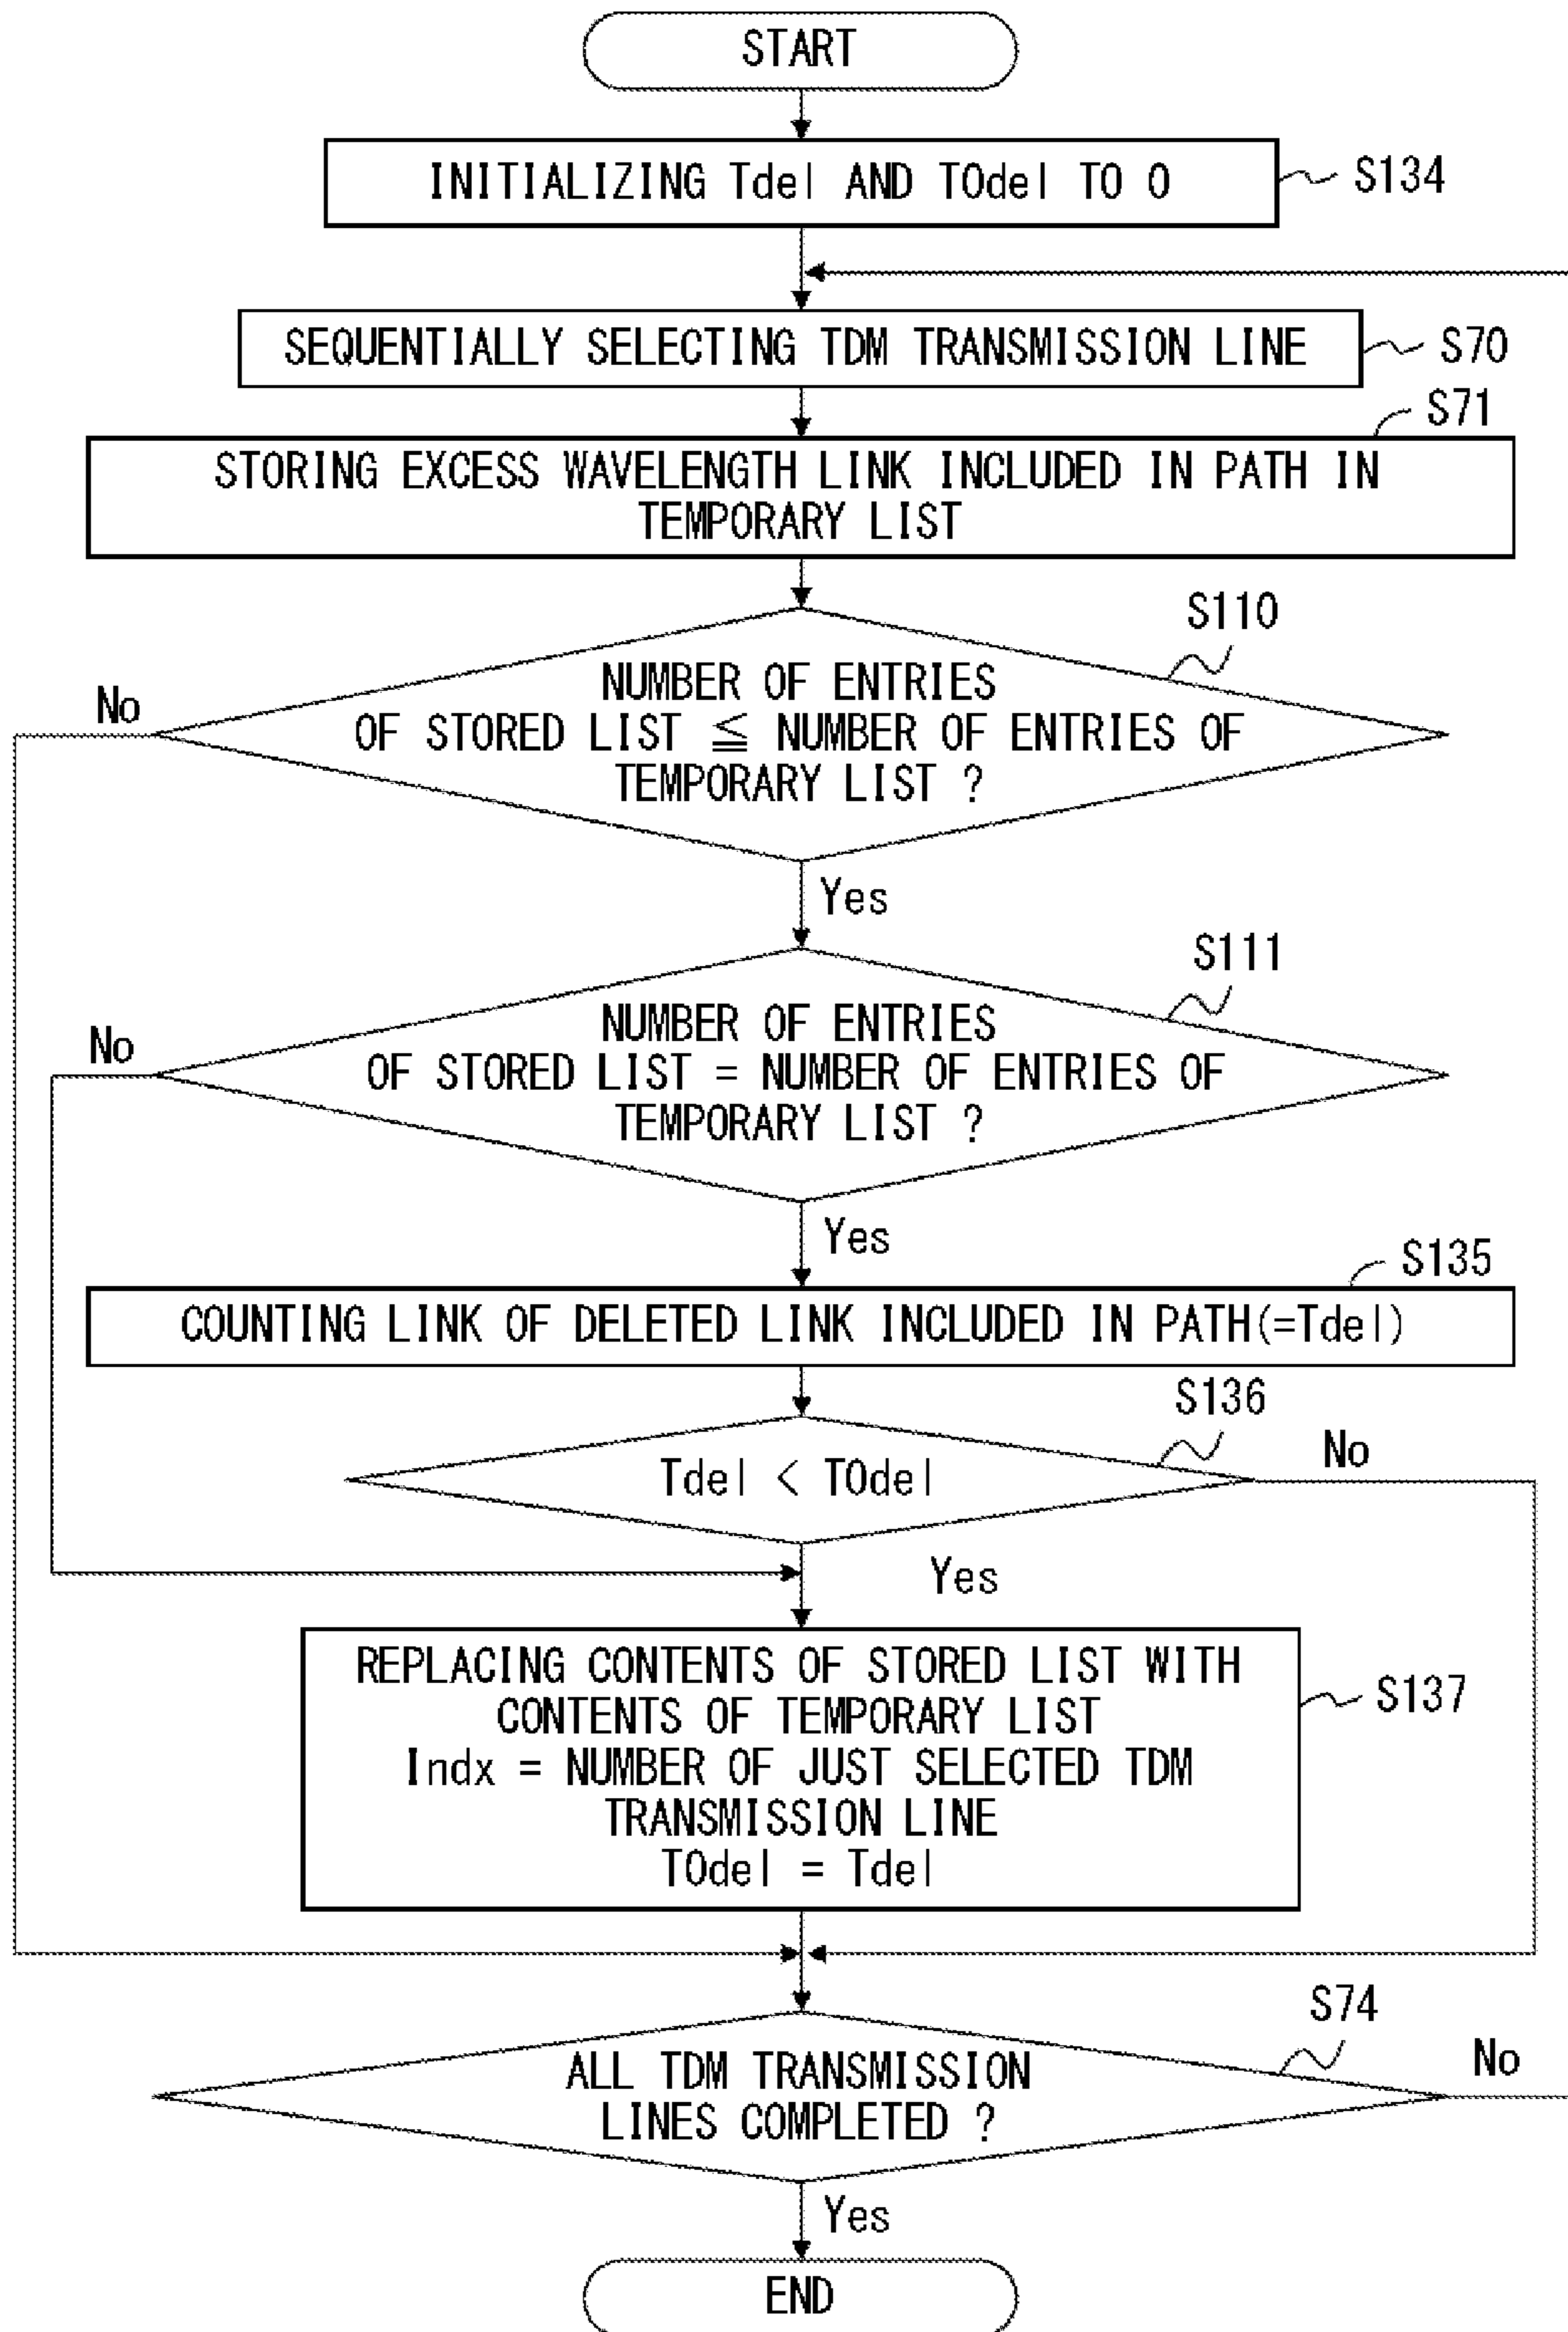 START
INITIALIZING Tdel AND T0del TO 0
S134
SEQUENTIALLY SELECTING TDM TRANSMISSION LINE
S70
S71
STORING EXCESS WAVELENGTH LINK INCLUDED IN PATH IN
TEMPORARY LIST
S110
No
NUMBER OF ENTRIES
OF STORED LIST ≦ NUMBER OF ENTRIES OF
TEMPORARY LIST ?
Yes
S111
No
NUMBER OF ENTRIES
OF STORED LIST = NUMBER OF ENTRIES OF
TEMPORARY LIST ?
Yes
S135
COUNTING LINK OF DELETED LINK INCLUDED IN PATH(=Tdel)
S136
No
Tdel < T0del
Yes
REPLACING CONTENTS OF STORED LIST WITH
CONTENTS OF TEMPORARY LIST
Indx = NUMBER OF JUST SELECTED TDM
TRANSMISSION LINE
T0del = Tdel
S137
S74
No
ALL TDM TRANSMISSION
LINES COMPLETED ?
Yes
END